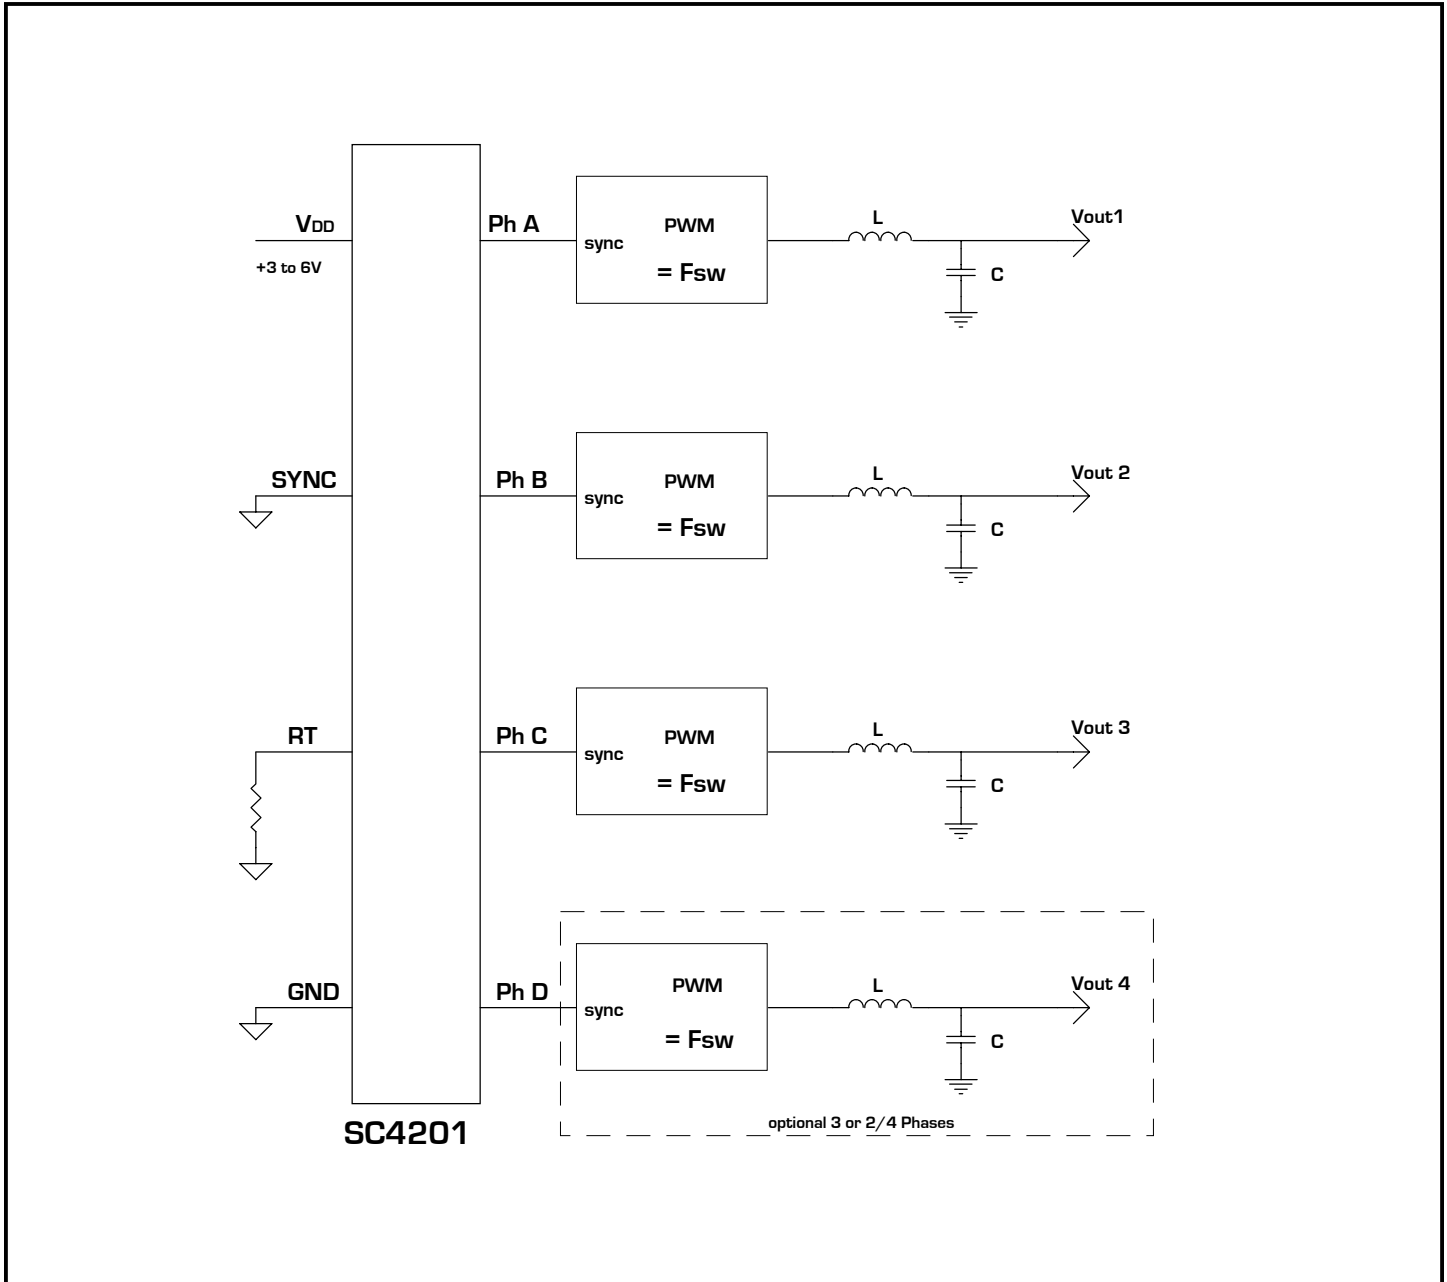 VDD
+3 to 6V
Ph A
sync
PWM
= Fsw
L
C
Vout1
SYNC
Ph B
sync
PWM
= Fsw
L
C
Vout 2
RT
Ph C
sync
PWM
= Fsw
L
C
Vout 3
GND
Ph D
sync
PWM
= Fsw
L
C
Vout 4
optional 3 or 2/4 Phases
SC4201